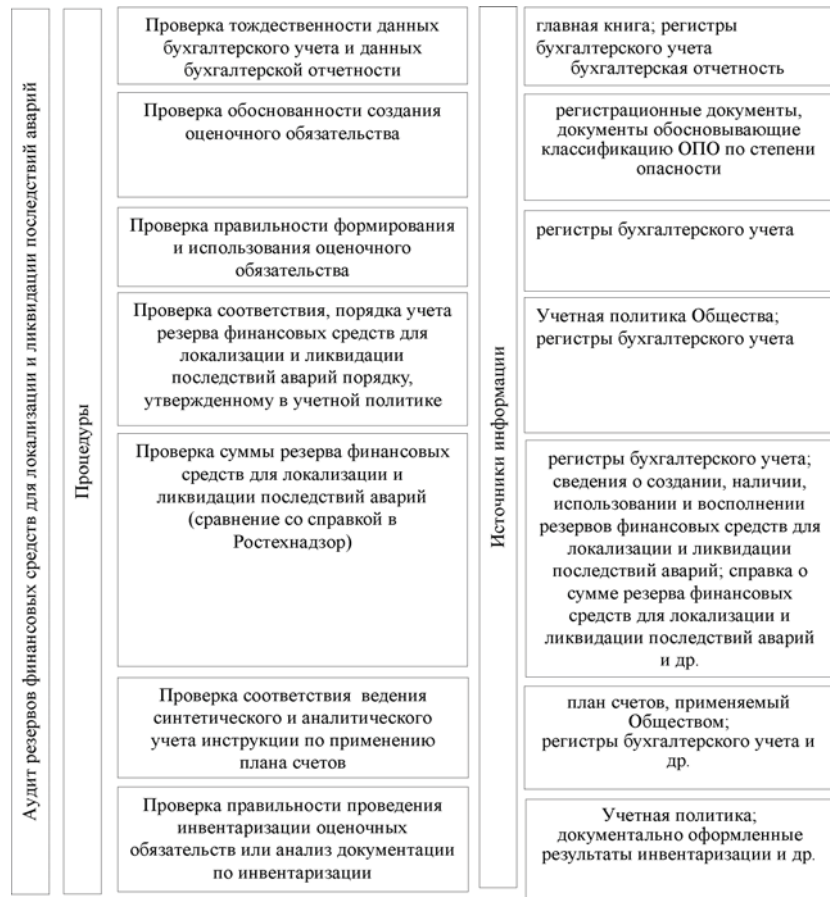 Аудит резервов финансовых средств для локализации и ликвидации последствий аварий
Процедуры
Проверка тождественности данных
бухгалтерского учета и данных
бухгалтерской отчетности
Проверка обоснованности создания
оценочного обязательства
Проверка правильности формирования
и использования оценочного
обязательства
Проверка соответствия, порядка учета
резерва финансовых средств для
локализации и ликвидации
последствий аварий порядку,
утвержденному в учетной политике
Проверка суммы резерва финансовых
средств для локализации и
ликвидации последствий аварий
(сравнение со справкой в
Ростехнадзор)
Проверка соответствия ведения
синтетического и аналитического
учета инструкции по применению
плана счетов
Проверка правильности проведения
инвентаризации оценочных
обязательств или анализ документации
по инвентаризации
Источники информации
главная книга; регистры
бухгалтерского учета
бухгалтерская отчетность
регистрационные документы,
документы обосновывающие
классификацию ОПО по степени
опасности
регистры бухгалтерского учета
Учетная политика Общества;
регистры бухгалтерского учета
регистры бухгалтерского учета;
сведения о создании, наличии,
использовании и восполнении
резервов финансовых средств для
локализации и ликвидации
последствий аварий; справка о
сумме резерва финансовых
средств для локализации и
ликвидации последствий аварий
и др.
план счетов, применяемый
Обществом;
регистры бухгалтерского учета и
др.
Учетная политика;
документально оформленные
результаты инвентаризации и др.